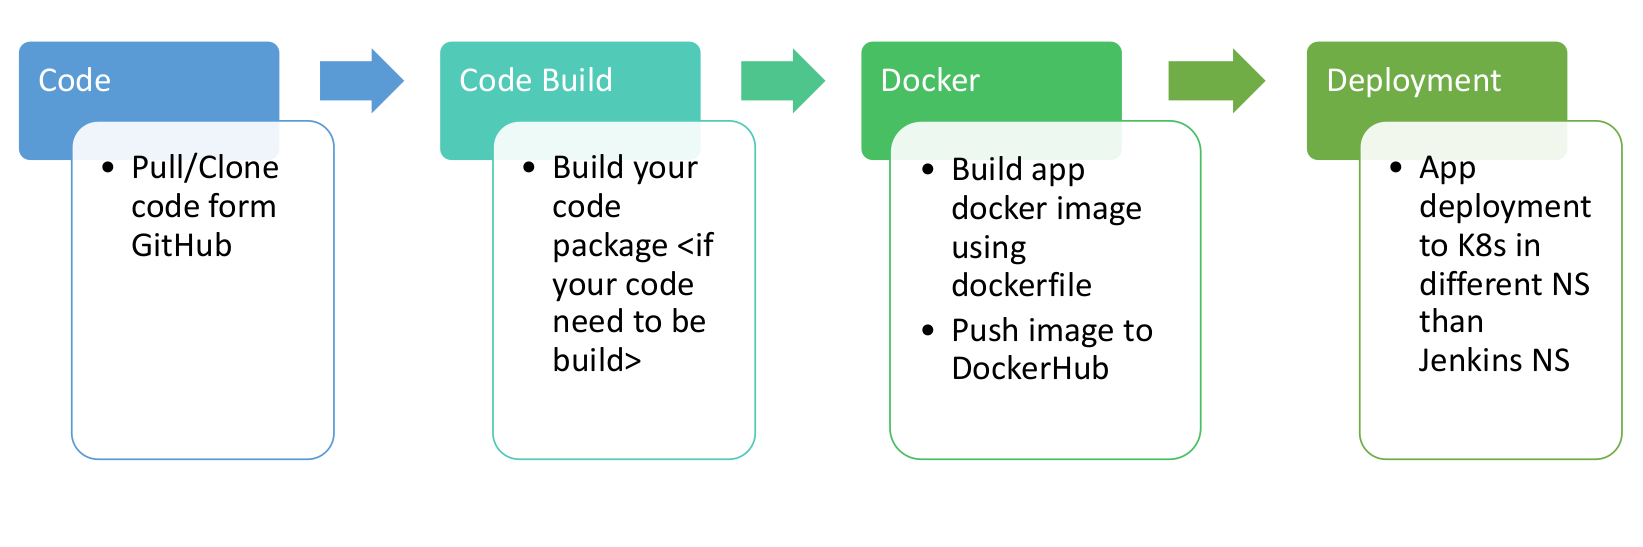 Code
• Pull/Clone
code form
GitHub
Code Build
• Build your
code
package <if
your code
need to be
build>
Docker
• Build app
docker image
using
dockerfile
• Push image to
DockerHub
Deployment
• App
deployment
to K8s in
different NS
than
Jenkins NS